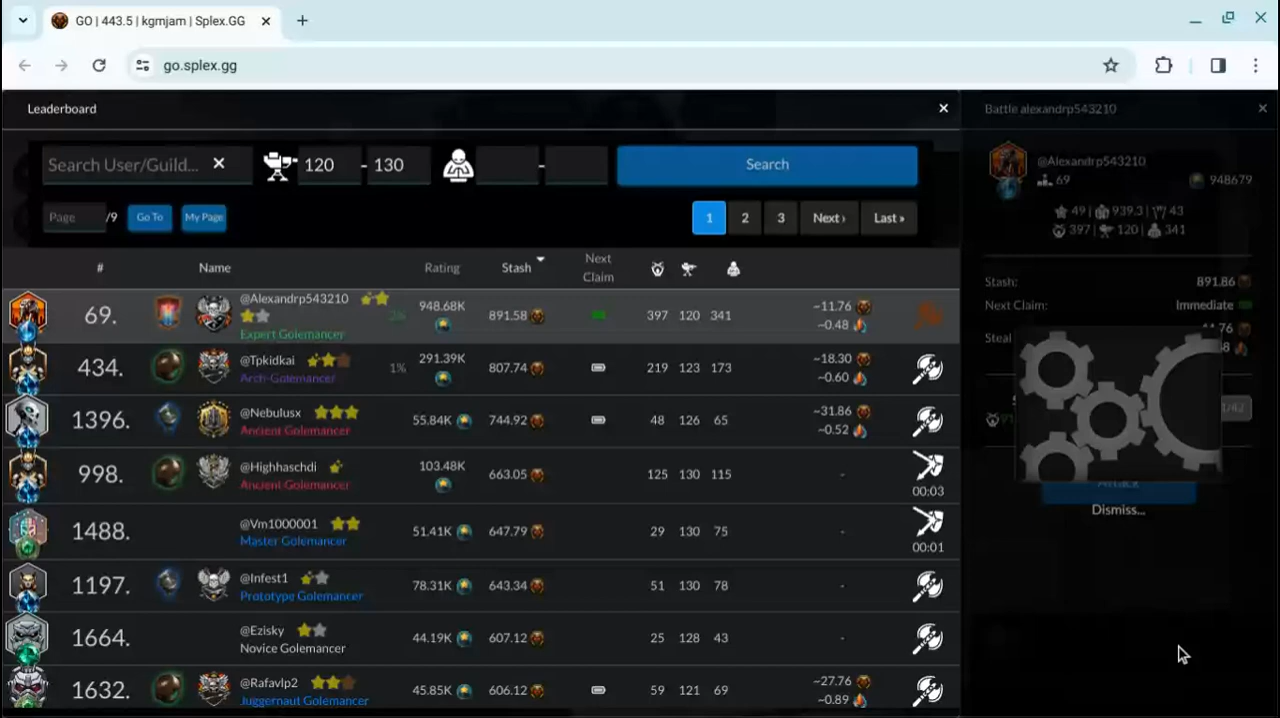 GO | 443.5 | kgmjam | Splex.GG
go.splex.gg
Leaderboard
Battle alexandrp543210
Search User/Guild...
120 - 130
-
Search
Page /9 Go To My Page
1 2 3 Next › Last »
# Name Rating Stash Next Claim
69. @Alexandrp543210 2% 948.68K 891.58 397 120 341 ~11.76 ~0.48
Expert Golemancer
434. @Tpkidkai 1% 291.39K 807.74 219 123 173 ~18.30 ~0.60
Arch-Golemancer
1396. @Nebulusx 55.84K 744.92 48 126 65 ~31.86 ~0.52
Ancient Golemancer
998. @Highhaschdi 103.48K 663.05 125 130 115 - 00:03
Ancient Golemancer
1488. @Vm1000001 51.41K 647.79 29 130 75 - 00:01
Master Golemancer
1197. @Infest1 78.31K 643.34 51 130 78 -
Prototype Golemancer
1664. @Ezisky 44.19K 607.12 25 128 43 -
Novice Golemancer
1632. @Rafavlp2 45.85K 606.12 59 121 69 ~27.76 ~0.89
Juggernaut Golemancer
@Alexandrp543210
69 948679
49 | 939.3 | 43
397 | 120 | 341
Stash: 891.86
Next Claim: Immediate
Steal
Attack
Dismiss...